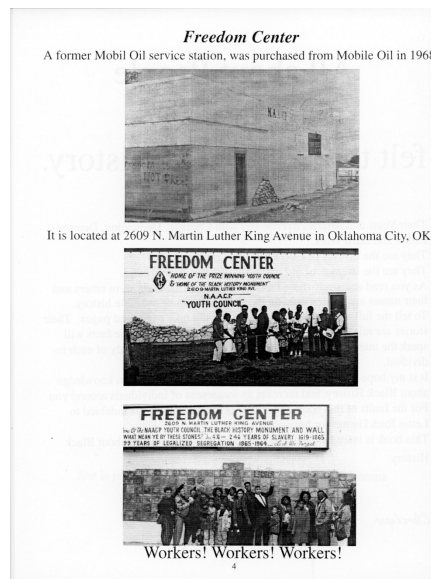 Freedom Center
A former Mobil Oil service station, was purchased from Mobile Oil in 1968
N.A.A.C.P.
NOT FREE
It is located at 2609 N. Martin Luther King Avenue in Oklahoma City, OK
FREEDOM CENTER
"HOME OF THE PRIZE WINNING YOUTH COUNCIL"
& "HOME OF THE BLACK HISTORY MONUMENT"
2609 MARTIN LUTHER KING AVE.
N.A.A.C.P.
"YOUTH COUNCIL"
FREEDOM CENTER
2609 N. MARTIN LUTHER KING AVENUE
Of The NAACP YOUTH COUNCIL. THE BLACK HISTORY MONUMENT AND WALL
WHAT MEAN YE BY THESE STONES" 246 YEARS OF SLAVERY 1619-1865
99 YEARS OF LEGALIZED SEGREGATION 1865-1964
Workers! Workers! Workers!
4